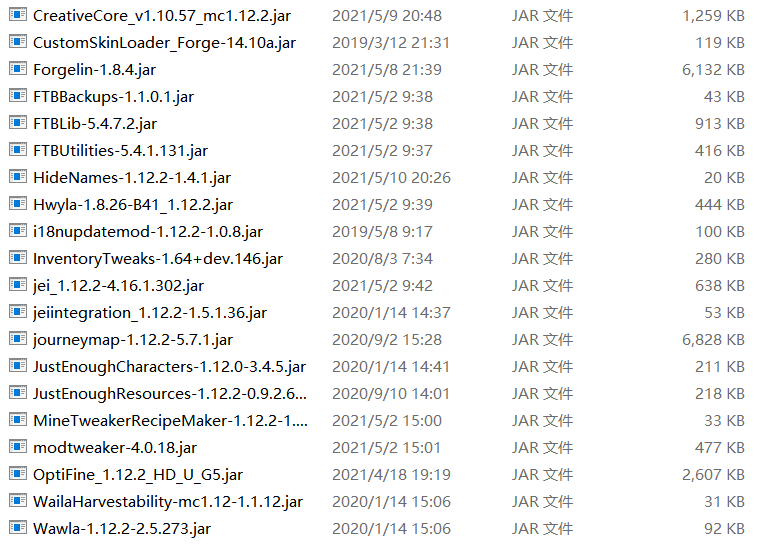 CreativeCore_v1.10.57_mc1.12.2.jar 2021/5/9 20:48 JAR 文件 1,259 KB
CustomSkinLoader_Forge-14.10a.jar 2019/3/12 21:31 JAR 文件 119 KB
Forgelin-1.8.4.jar 2021/5/8 21:39 JAR 文件 6,132 KB
FTBBackups-1.1.0.1.jar 2021/5/2 9:38 JAR 文件 43 KB
FTBLib-5.4.7.2.jar 2021/5/2 9:38 JAR 文件 913 KB
FTBUtilities-5.4.1.131.jar 2021/5/2 9:37 JAR 文件 416 KB
HideNames-1.12.2-1.4.1.jar 2021/5/10 20:26 JAR 文件 20 KB
Hwyla-1.8.26-B41_1.12.2.jar 2021/5/2 9:39 JAR 文件 444 KB
i18nupdatemod-1.12.2-1.0.8.jar 2019/5/8 9:17 JAR 文件 100 KB
InventoryTweaks-1.64+dev.146.jar 2020/8/3 7:34 JAR 文件 280 KB
jei_1.12.2-4.16.1.302.jar 2021/5/2 9:42 JAR 文件 638 KB
jeiintegration_1.12.2-1.5.1.36.jar 2020/1/14 14:37 JAR 文件 53 KB
journeymap-1.12.2-5.7.1.jar 2020/9/2 15:28 JAR 文件 6,828 KB
JustEnoughCharacters-1.12.0-3.4.5.jar 2020/1/14 14:41 JAR 文件 211 KB
JustEnoughResources-1.12.2-0.9.2.6... 2020/9/10 14:01 JAR 文件 218 KB
MineTweakerRecipeMaker-1.12.2-1.... 2021/5/2 15:00 JAR 文件 33 KB
modtweaker-4.0.18.jar 2021/5/2 15:01 JAR 文件 477 KB
OptiFine_1.12.2_HD_U_G5.jar 2021/4/18 19:19 JAR 文件 2,607 KB
WailaHarvestability-mc1.12-1.1.12.jar 2020/1/14 15:06 JAR 文件 31 KB
Wawla-1.12.2-2.5.273.jar 2020/1/14 15:06 JAR 文件 92 KB